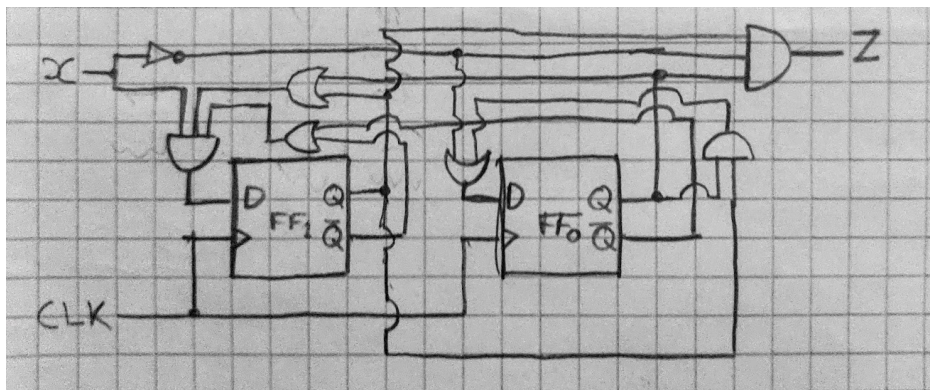 X
Z
D Q
FF₁ Q̅
D Q
FF₀ Q̅
CLK